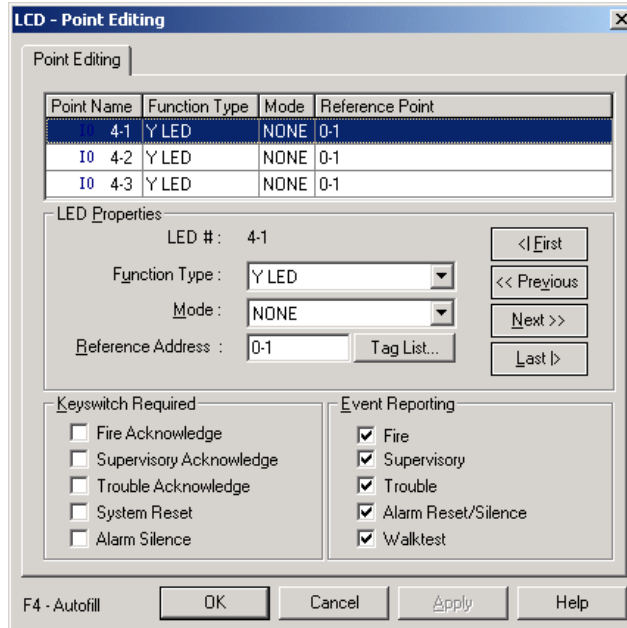 LCD - Point Editing
Point Editing
Point Name Function Type Mode Reference Point
IO 4-1 Y LED NONE 0-1
IO 4-2 Y LED NONE 0-1
IO 4-3 Y LED NONE 0-1
LED Properties
LED # : 4-1
Function Type : Y LED
Mode : NONE
Reference Address : 0-1 Tag List...
<| First
<< Previous
Next >>
Last |>
Keyswitch Required
Fire Acknowledge
Supervisory Acknowledge
Trouble Acknowledge
System Reset
Alarm Silence
Event Reporting
Fire
Supervisory
Trouble
Alarm Reset/Silence
Walktest
F4 - Autofill OK Cancel Apply Help